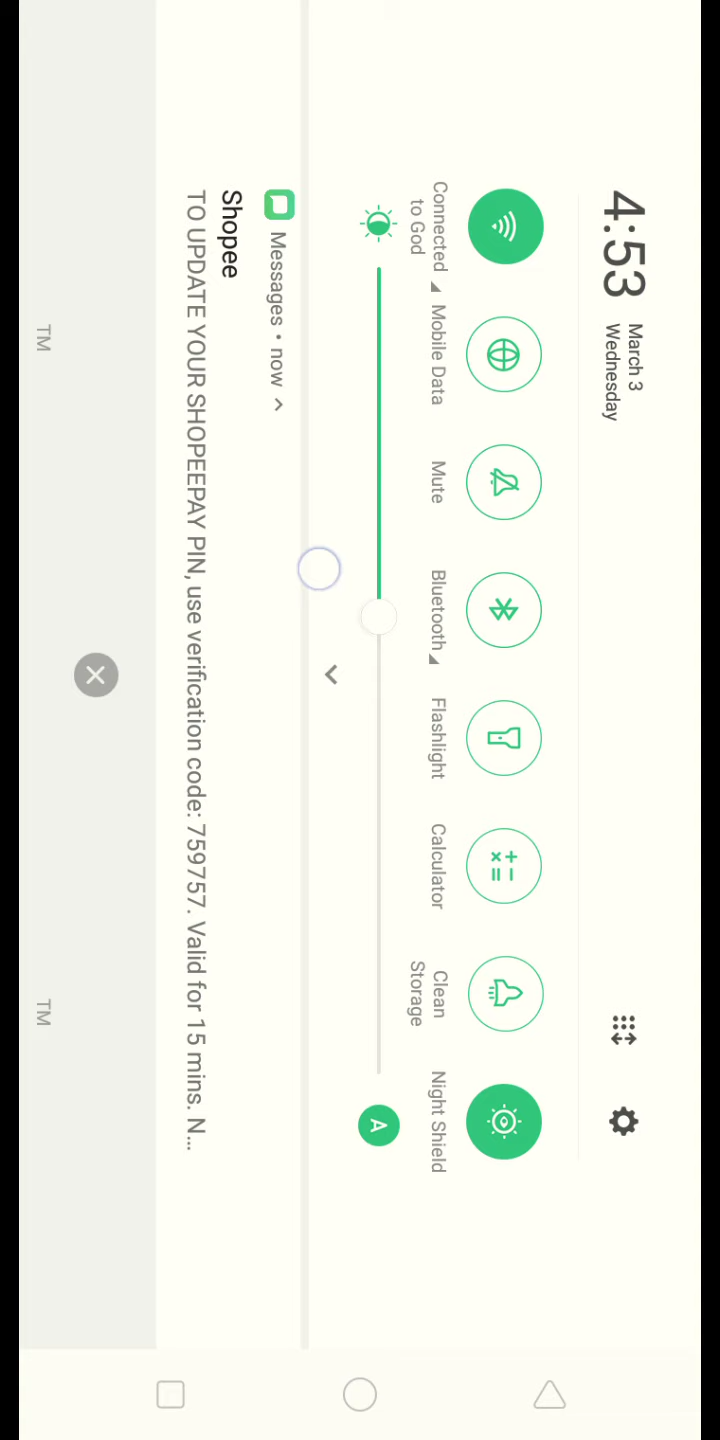 4:53
March 3
Wednesday
Connected to God
Mobile Data
Mute
Bluetooth
Flashlight
Calculator
Clean Storage
Night Shield
A
Messages • now
Shopee
TO UPDATE YOUR SHOPEEPAY PIN, use verification code: 759757. Valid for 15 mins. N...
TM
TM